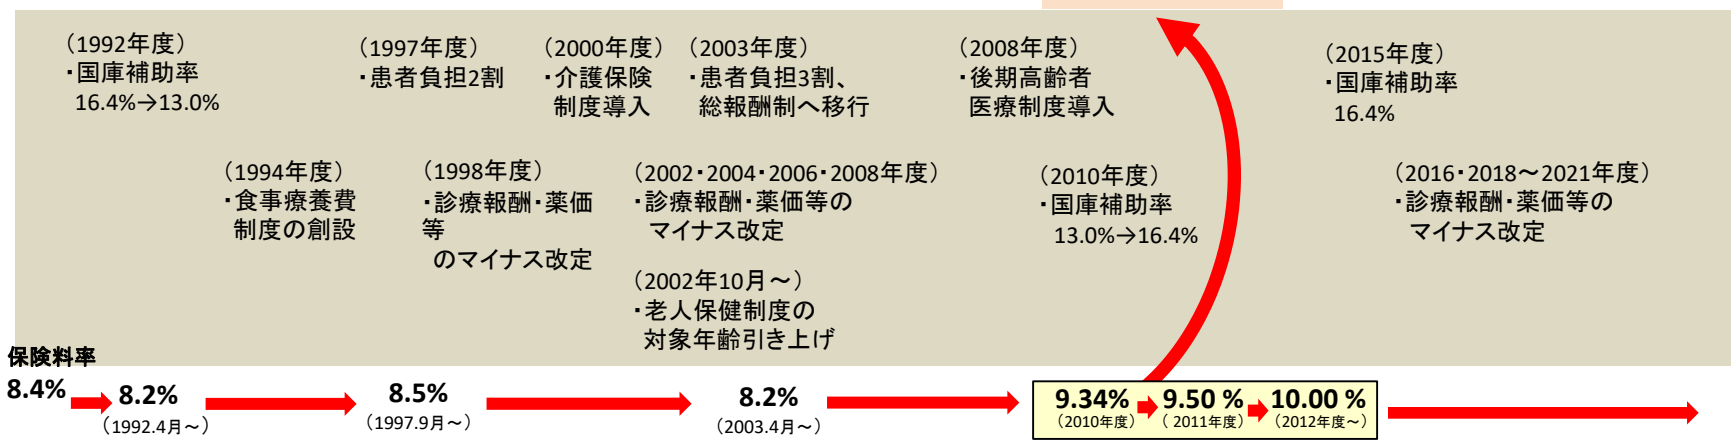 (1992年度)
・国庫補助率
16.4%→13.0%
(1997年度)
・患者負担2割
(2000年度)
・介護保険
制度導入
(2003年度)
・患者負担3割、
総報酬制へ移行
(2008年度)
・後期高齢者
医療制度導入
(2015年度)
・国庫補助率
16.4%
(1994年度)
・食事療養費
制度の創設
(1998年度)
・診療報酬・薬価
等
のマイナス改定
(2002・2004・2006・2008年度)
・診療報酬・薬価等の
マイナス改定
(2002年10月～)
・老人保健制度の
対象年齢引き上げ
(2010年度)
・国庫補助率
13.0%→16.4%
(2016・2018～2021年度)
・診療報酬・薬価等の
マイナス改定
保険料率
8.4%
8.2%
(1992.4月～)
8.5%
(1997.9月～)
8.2%
(2003.4月～)
9.34%
(2010年度)
9.50 %
( 2011年度)
10.00 %
(2012年度～)